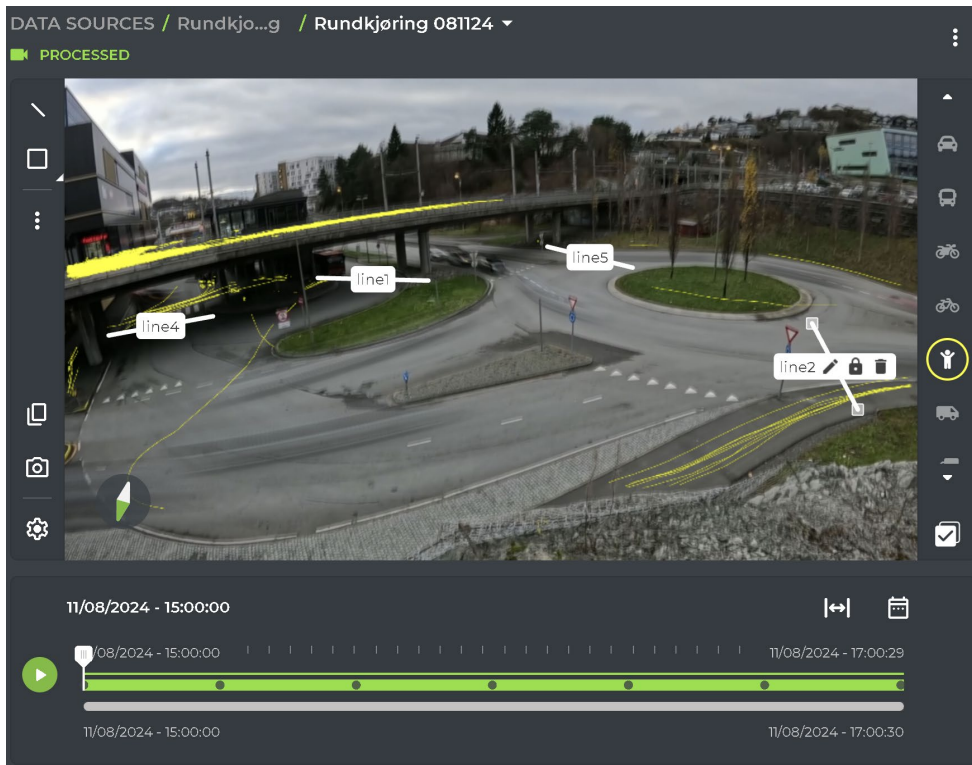 DATA SOURCES / Rundkjo...g / Rundkjøring 081124
PROCESSED
line5
line1
line4
line2
11/08/2024 - 15:00:00
/08/2024 - 15:00:00
11/08/2024 - 17:00:29
11/08/2024 - 15:00:00
11/08/2024 - 17:00:30